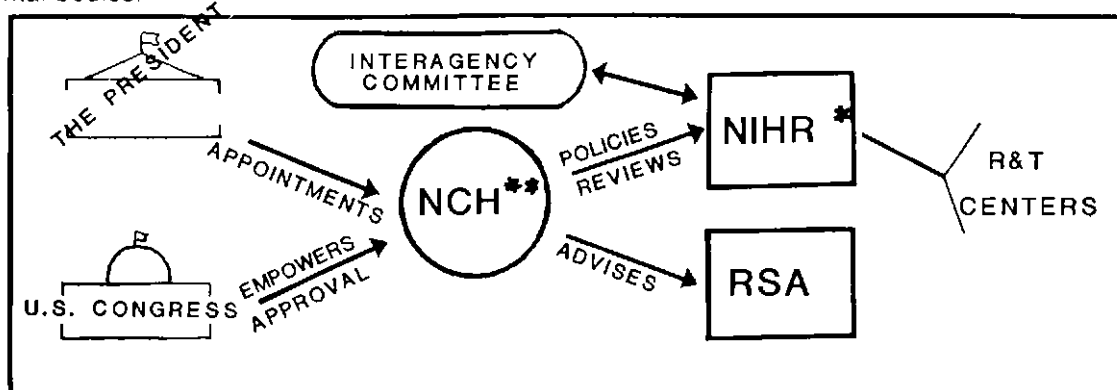 THE PRESIDENT
INTERAGENCY
COMMITTEE
APPOINTMENTS
NCH**
POLICIES
REVIEWS
NIHR *
R&T
CENTERS
U.S. CONGRESS
EMPOWERS
APPROVAL
ADVISES
RSA